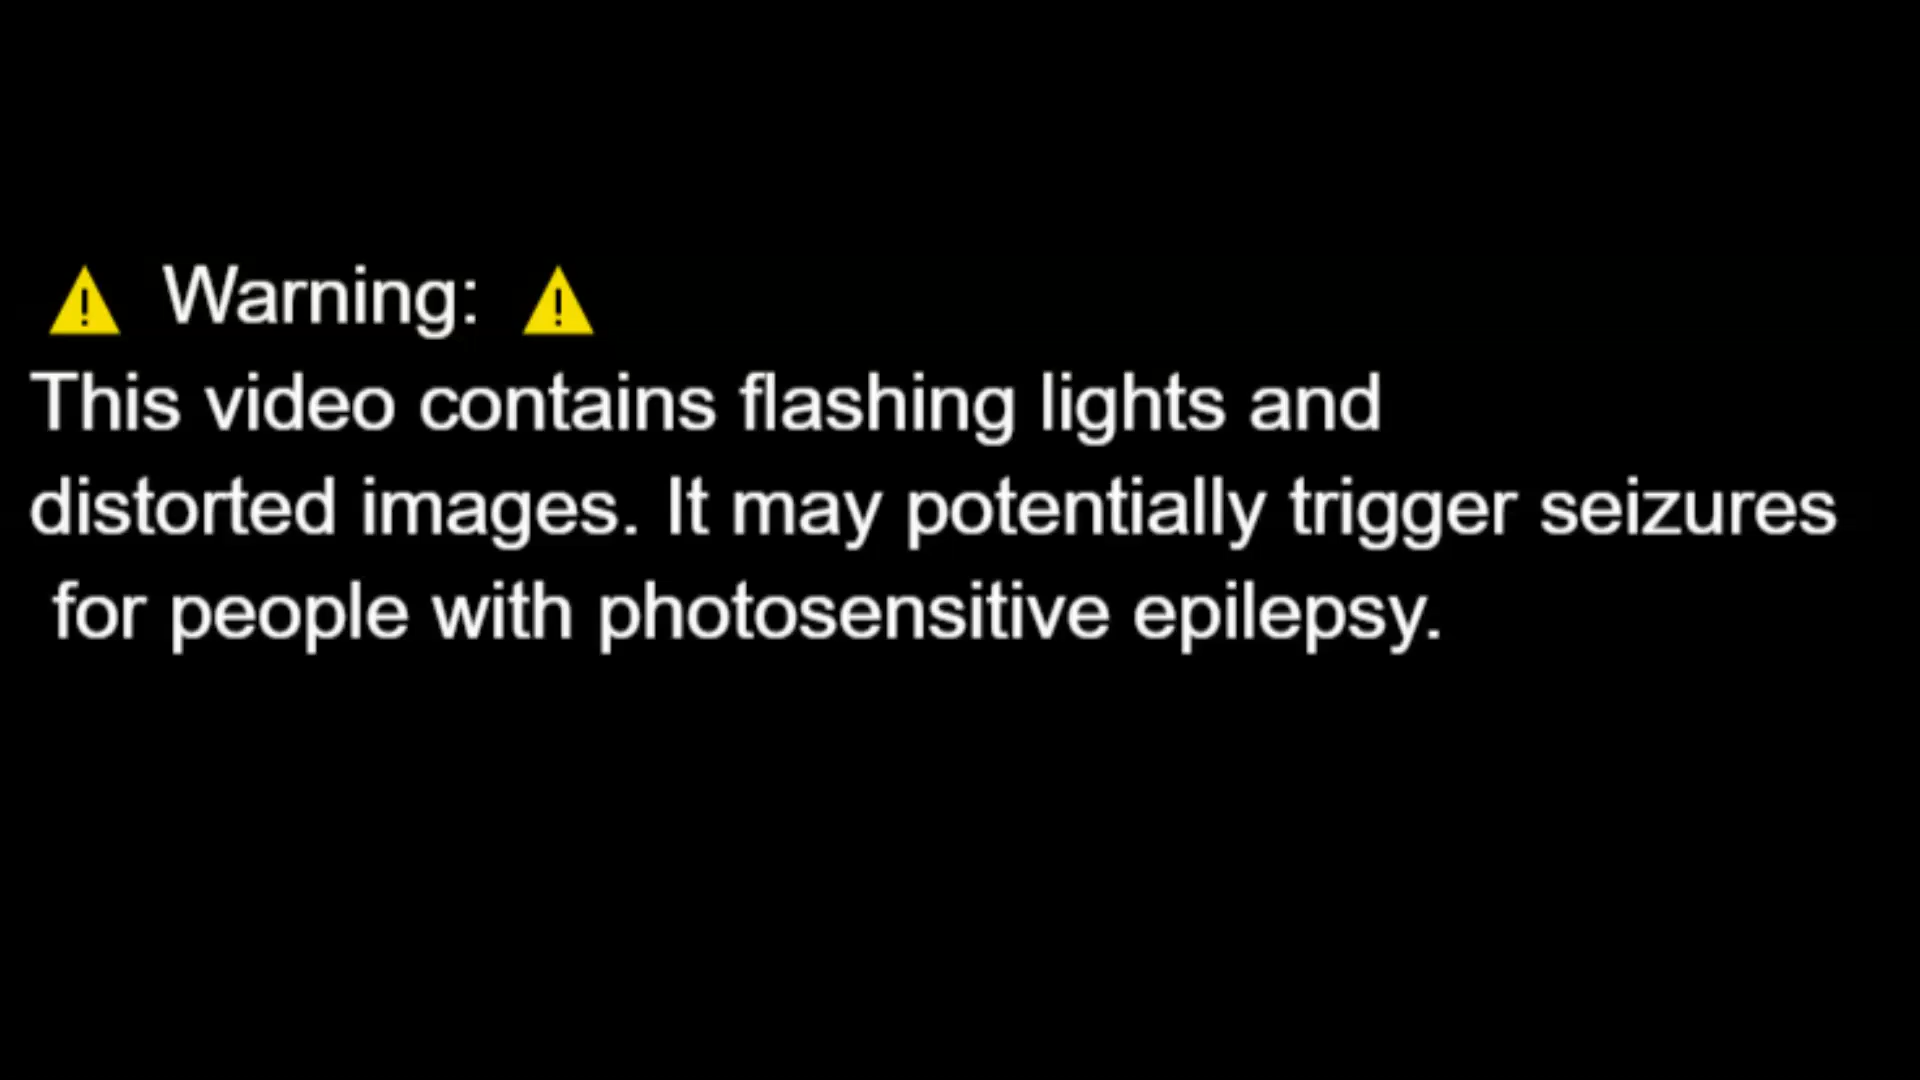 ⚠ Warning: ⚠
This video contains flashing lights and
distorted images. It may potentially trigger seizures
for people with photosensitive epilepsy.